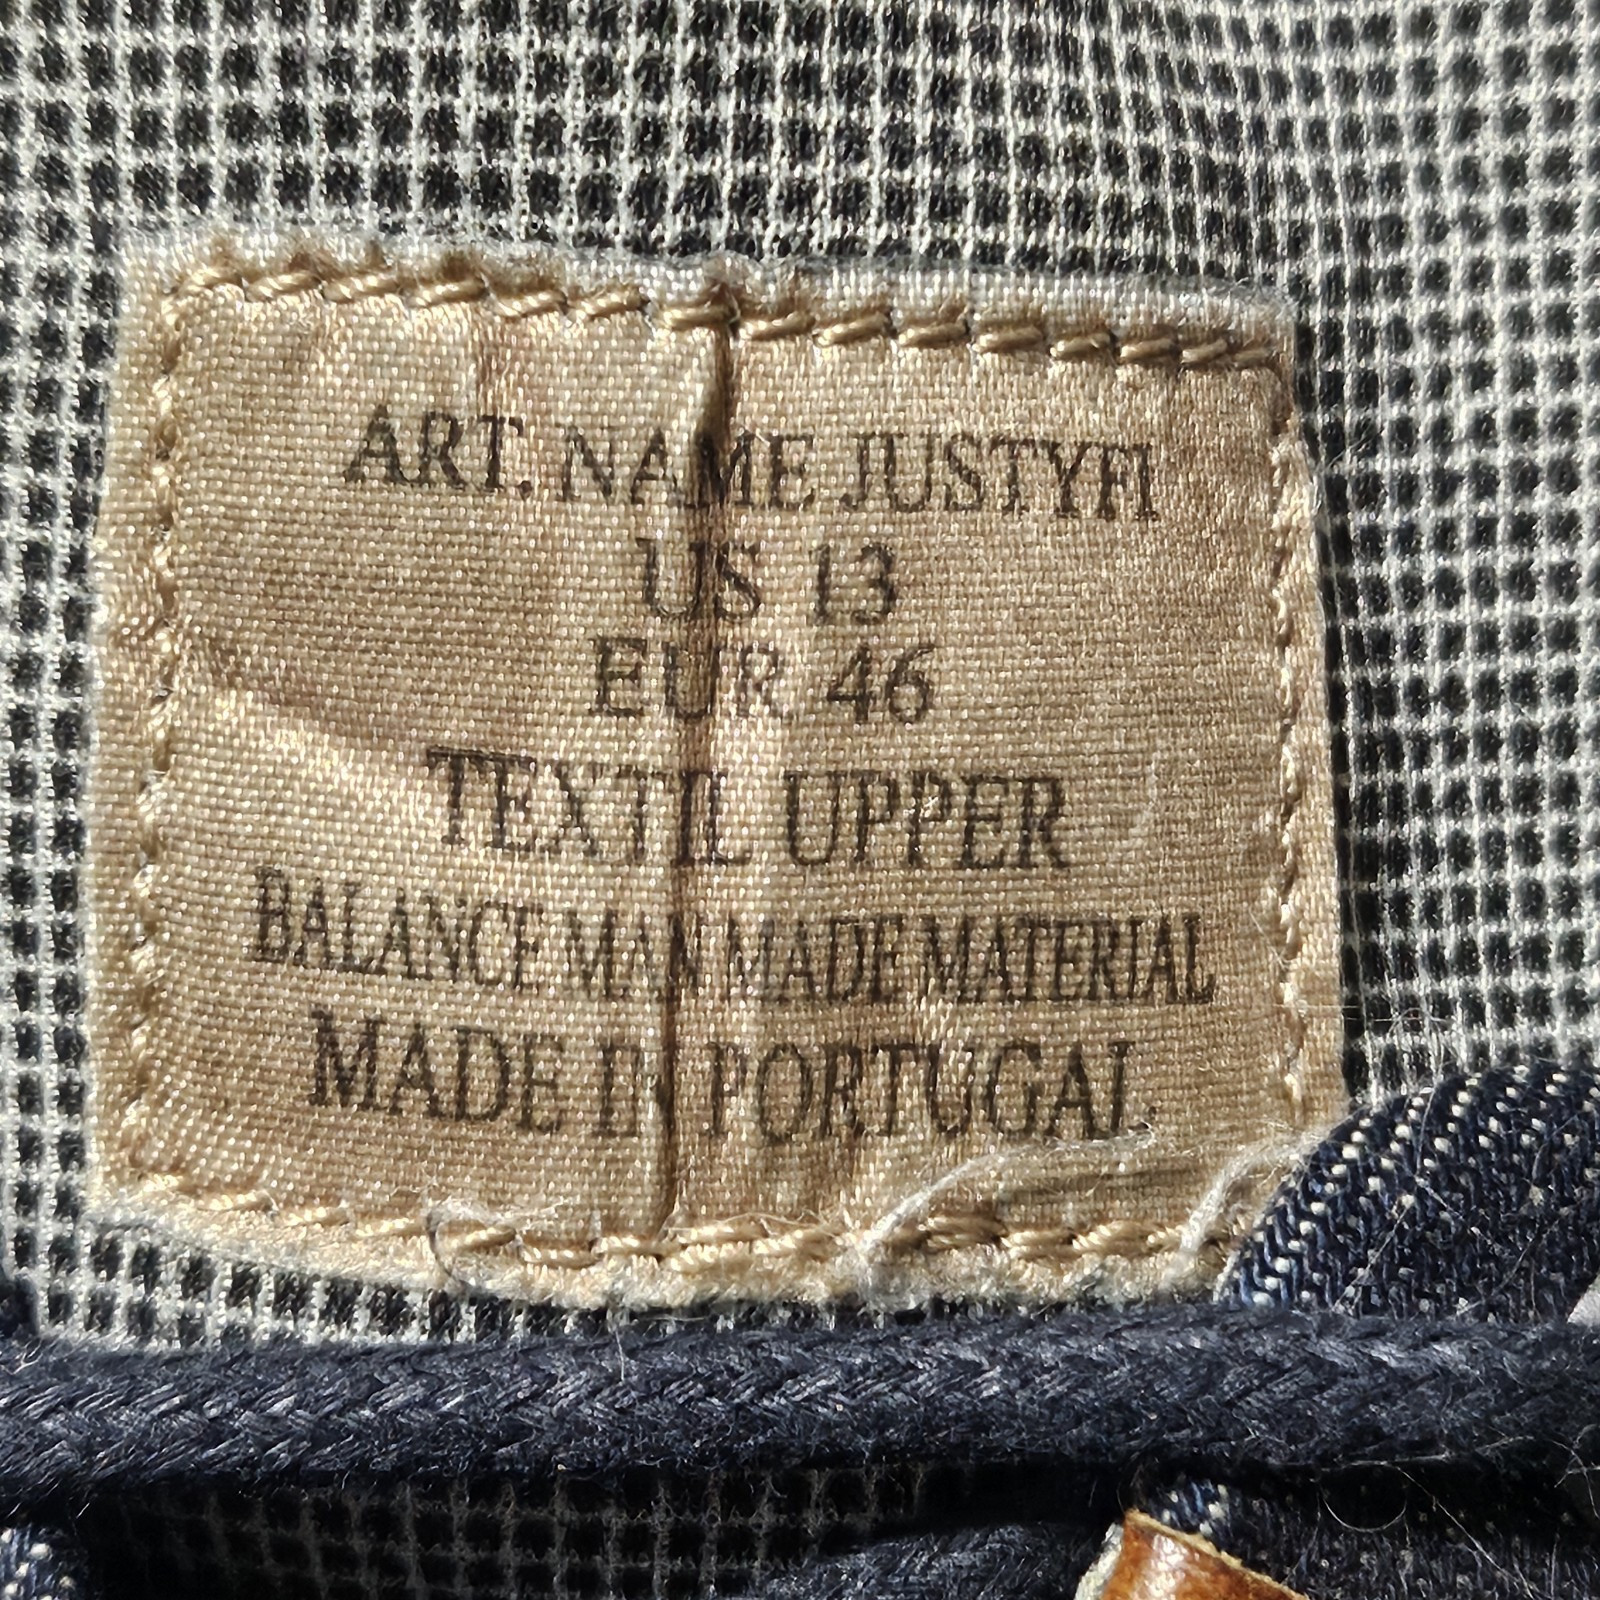 ART. NAME JUSTYFI
US 13
EUR 46
TEXTIL UPPER
BALANCE MAN MADE MATERIAL
MADE IN PORTUGAL